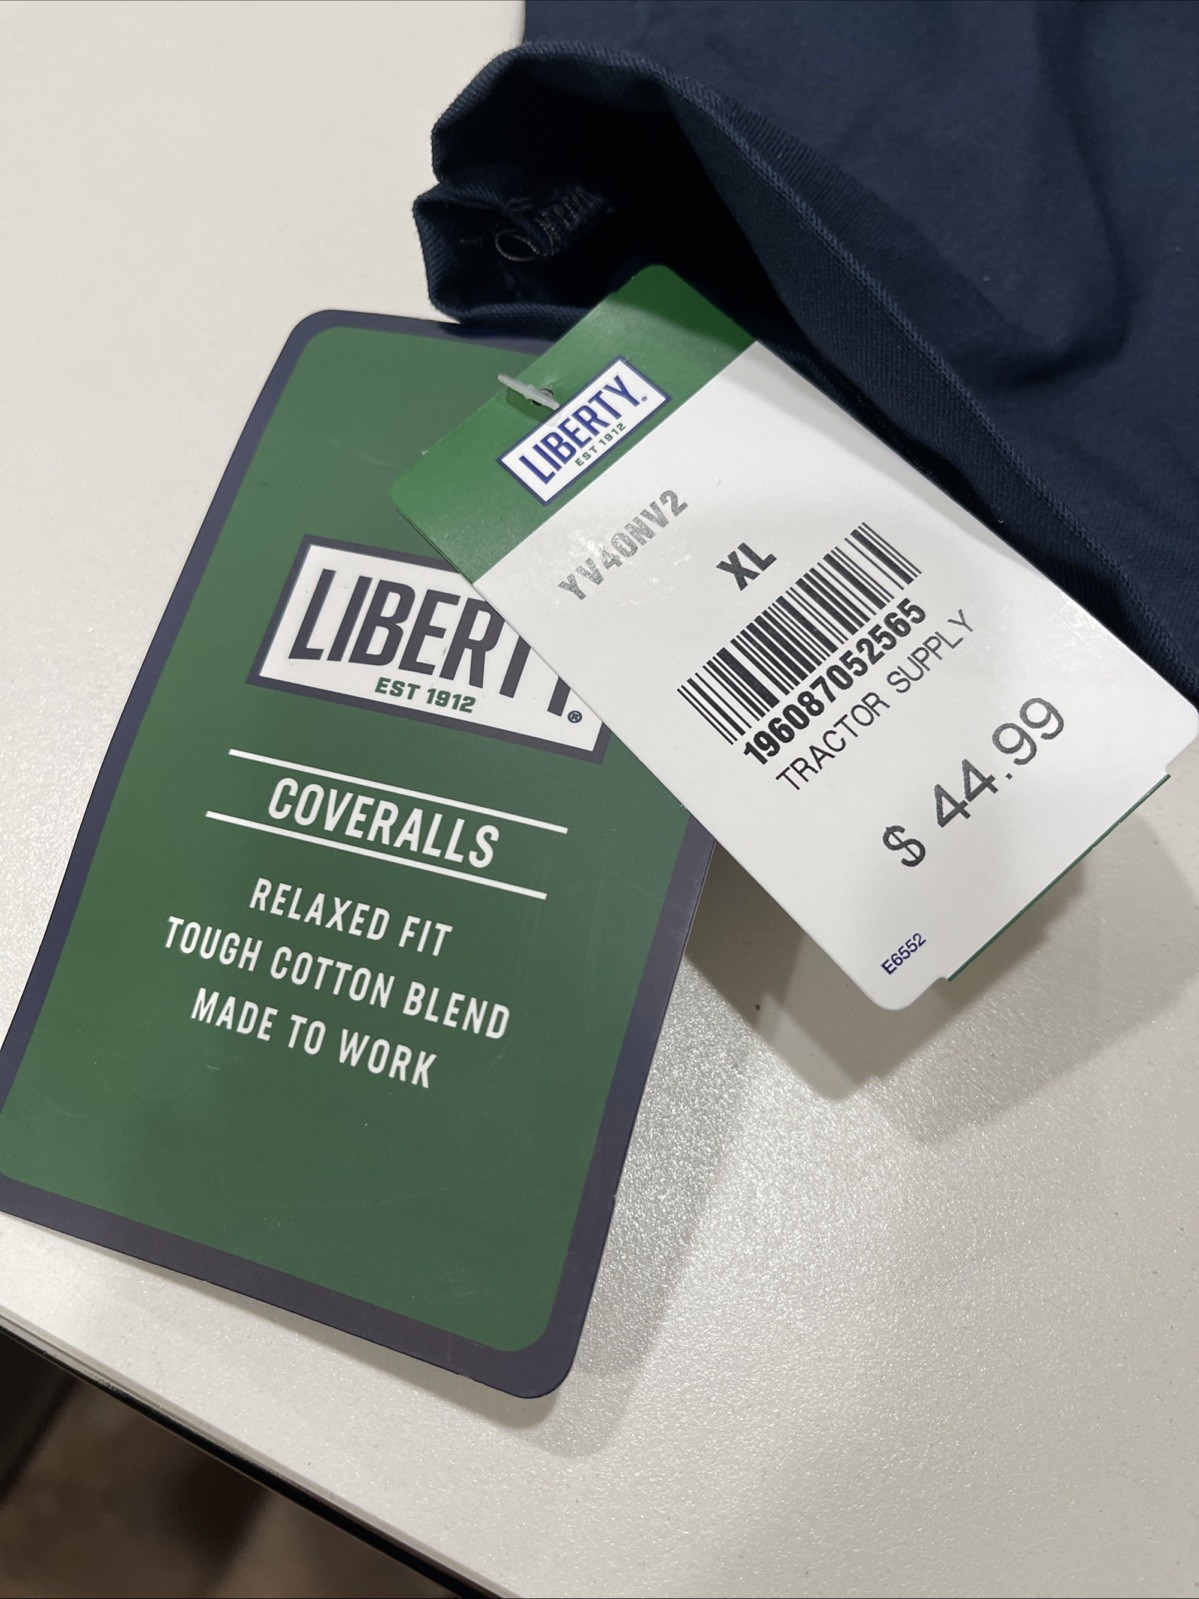 LIBERTY®
EST 1912
COVERALLS
RELAXED FIT
TOUGH COTTON BLEND
MADE TO WORK
LIBERTY®
EST 1912
YV40NV2
XL
196087052565
TRACTOR SUPPLY
$ 44.99
E6552